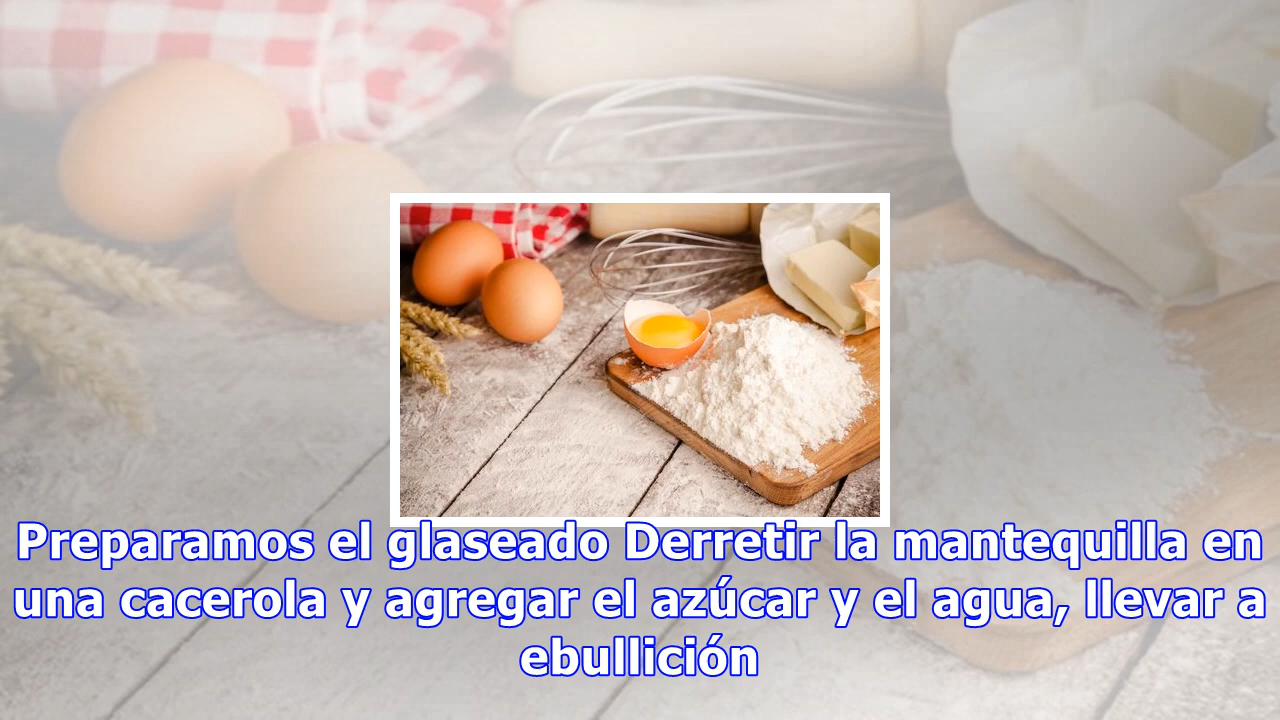 Preparamos el glaseado Derretir la mantequilla en
una cacerola y agregar el azúcar y el agua, llevar a
ebullición